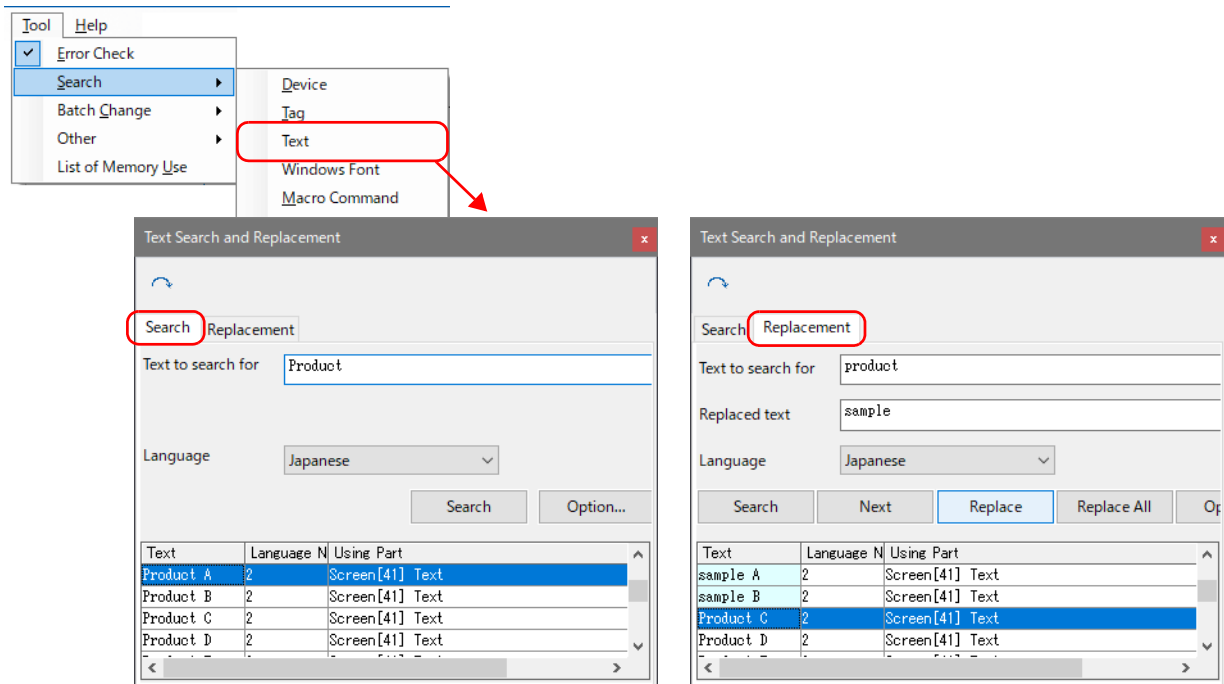 Tool Help
Error Check
Search
Batch Change
Other
List of Memory Use
Device
Tag
Text
Windows Font
Macro Command
Text Search and Replacement
x
Search Replacement
Text to search for Product
Language Japanese
Search Option...
Text Language N Using Part
Product A 2 Screen[41] Text
Product B 2 Screen[41] Text
Product C 2 Screen[41] Text
Product D 2 Screen[41] Text
Text Search and Replacement
x
Search Replacement
Text to search for product
Replaced text sample
Language Japanese
Search Next Replace Replace All Op
Text Language N Using Part
sample A 2 Screen[41] Text
sample B 2 Screen[41] Text
Product C 2 Screen[41] Text
Product D 2 Screen[41] Text